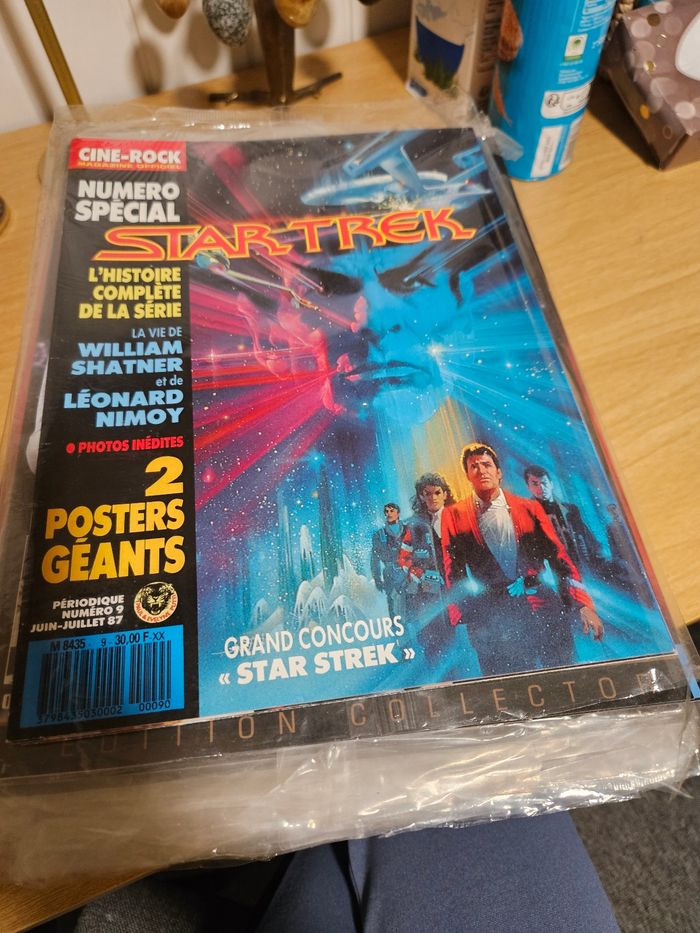 CINE-ROCK
MAGAZINE OFFICIEL
NUMERO
SPÉCIAL
STAR TREK
L'HISTOIRE
COMPLÈTE
DE LA SÉRIE
LA VIE DE
WILLIAM
SHATNER
et de
LÉONARD
NIMOY
PHOTOS INÉDITES
2
POSTERS
GÉANTS
PÉRIODIQUE
NUMÉRO 9
JUIN-JUILLET 87
M 8435 - 9 - 30,00 F-XX
3798435030002
00090
GRAND CONCOURS
« STAR STREK »
EDITION COLLECTOR